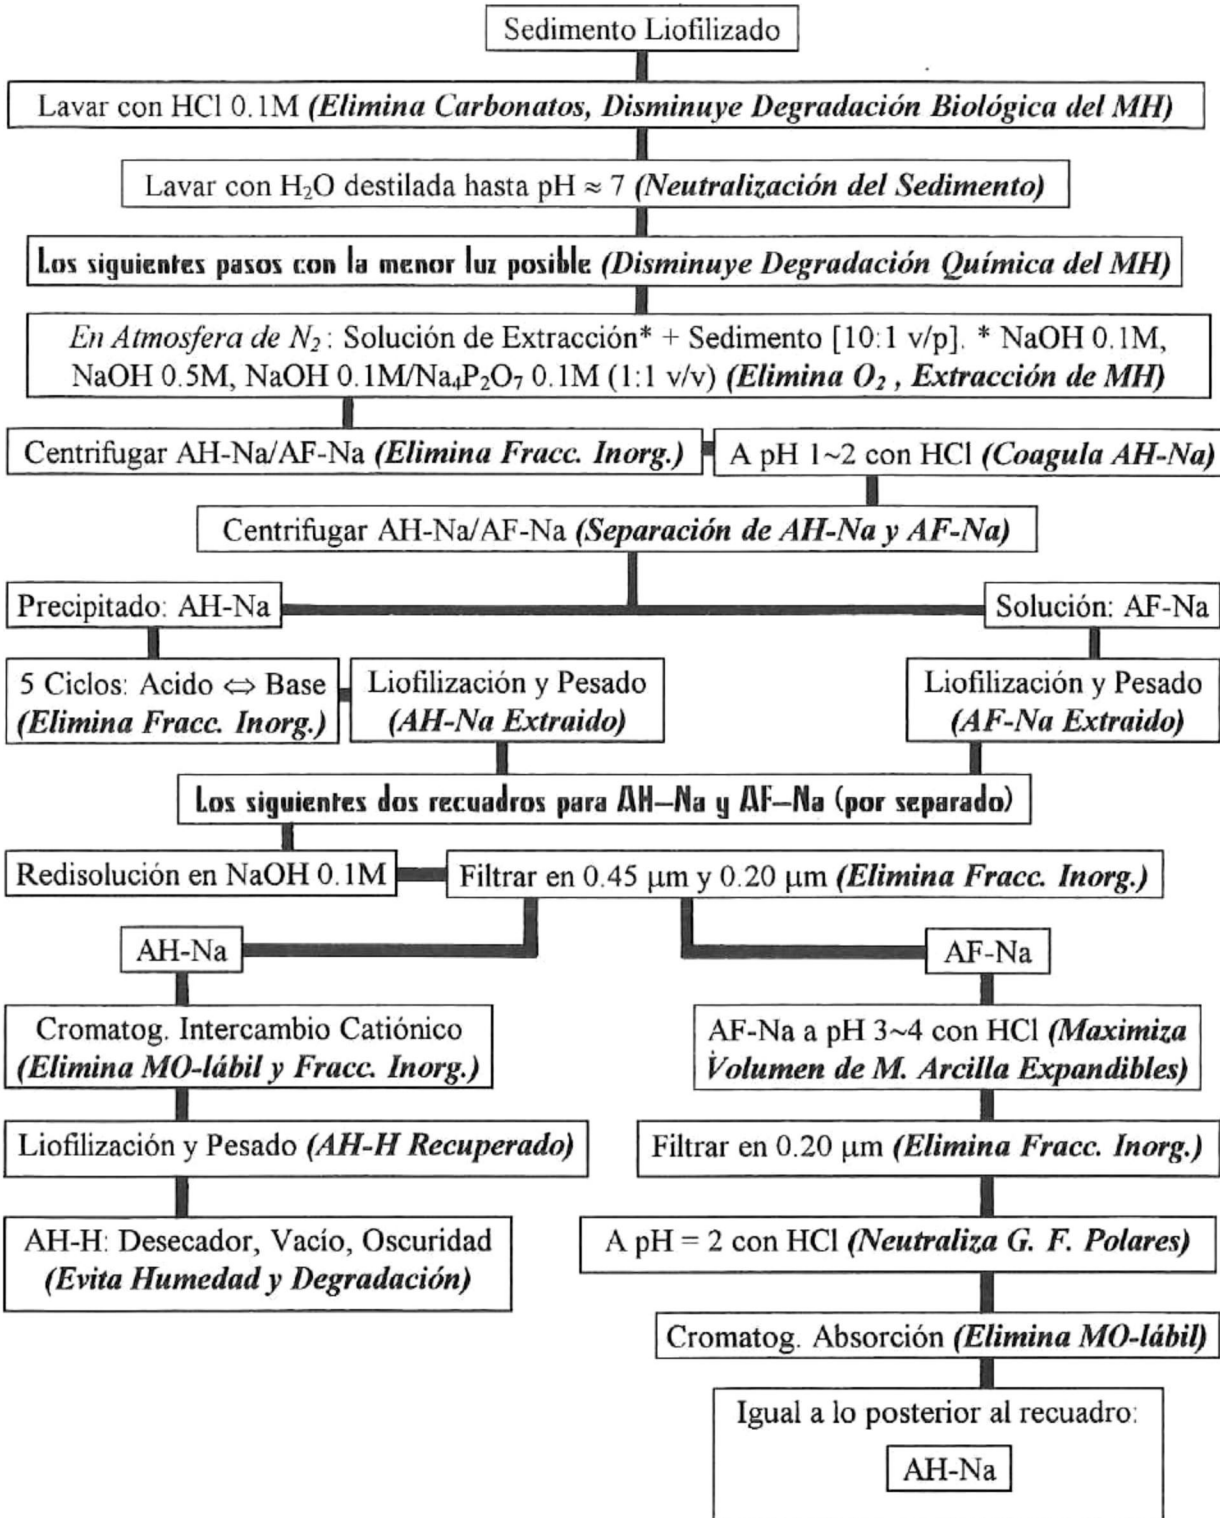 Sedimento Liofilizado
Lavar con HCl 0.1M (Elimina Carbonatos, Disminuye Degradación Biológica del MH)
Lavar con H₂O destilada hasta pH ≈ 7 (Neutralización del Sedimento)
Los siguientes pasos con la menor luz posible (Disminuye Degradación Química del MH)
En Atmosfera de N₂ : Solución de Extracción* + Sedimento [10:1 v/p]. * NaOH 0.1M,
NaOH 0.5M, NaOH 0.1M/Na₄P₂O₇ 0.1M (1:1 v/v) (Elimina O₂ , Extracción de MH)
Centrifugar AH-Na/AF-Na (Elimina Fracc. Inorg.)
A pH 1~2 con HCl (Coagula AH-Na)
Centrifugar AH-Na/AF-Na (Separación de AH-Na y AF-Na)
Precipitado: AH-Na
Solución: AF-Na
5 Ciclos: Acido ⇔ Base
(Elimina Fracc. Inorg.)
Liofilización y Pesado
(AH-Na Extraido)
Liofilización y Pesado
(AF-Na Extraido)
Los siguientes dos recuadros para AH–Na y AF–Na (por separado)
Redisolución en NaOH 0.1M
Filtrar en 0.45 μm y 0.20 μm (Elimina Fracc. Inorg.)
AH-Na
AF-Na
Cromatog. Intercambio Catiónico
(Elimina MO-lábil y Fracc. Inorg.)
AF-Na a pH 3~4 con HCl (Maximiza
Volumen de M. Arcilla Expandibles)
Liofilización y Pesado (AH-H Recuperado)
Filtrar en 0.20 μm (Elimina Fracc. Inorg.)
AH-H: Desecador, Vacío, Oscuridad
(Evita Humedad y Degradación)
A pH = 2 con HCl (Neutraliza G. F. Polares)
Cromatog. Absorción (Elimina MO-lábil)
Igual a lo posterior al recuadro:
AH-Na